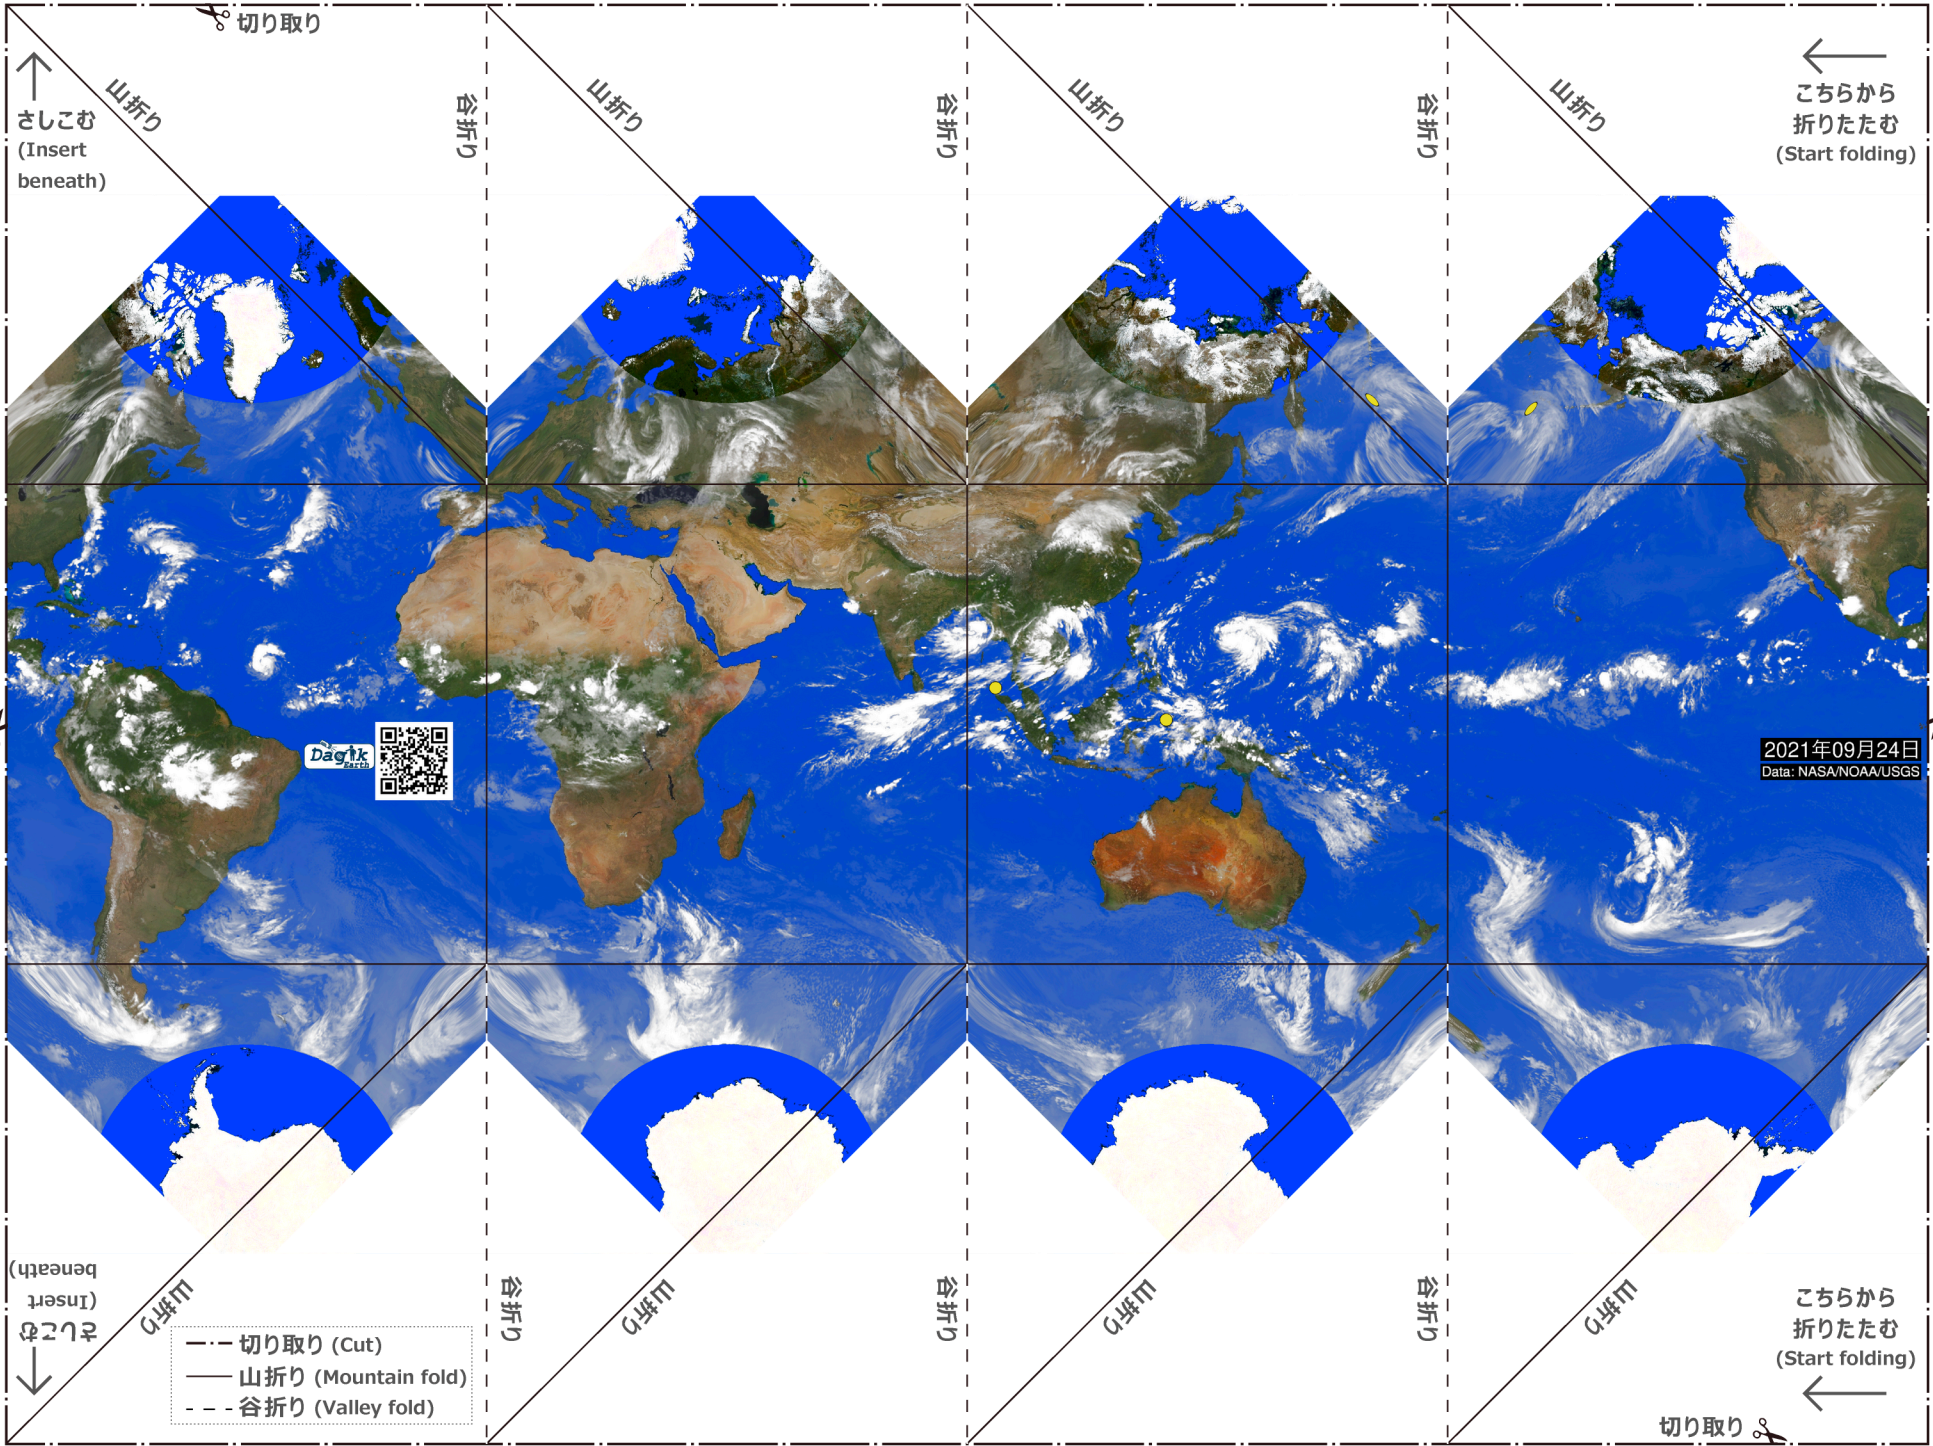 切り取り
さしこむ
(Insert
beneath)
山折り
谷折り
山折り
谷折り
山折り
谷折り
山折り
こちらから
折りたたむ
(Start folding)
Dagik
Earth
2021年09月24日
Data: NASA/NOAA/USGS
さしこむ
(Insert
beneath)
山折り
谷折り
山折り
谷折り
山折り
谷折り
山折り
こちらから
折りたたむ
(Start folding)
切り取り (Cut)
山折り (Mountain fold)
谷折り (Valley fold)
切り取り